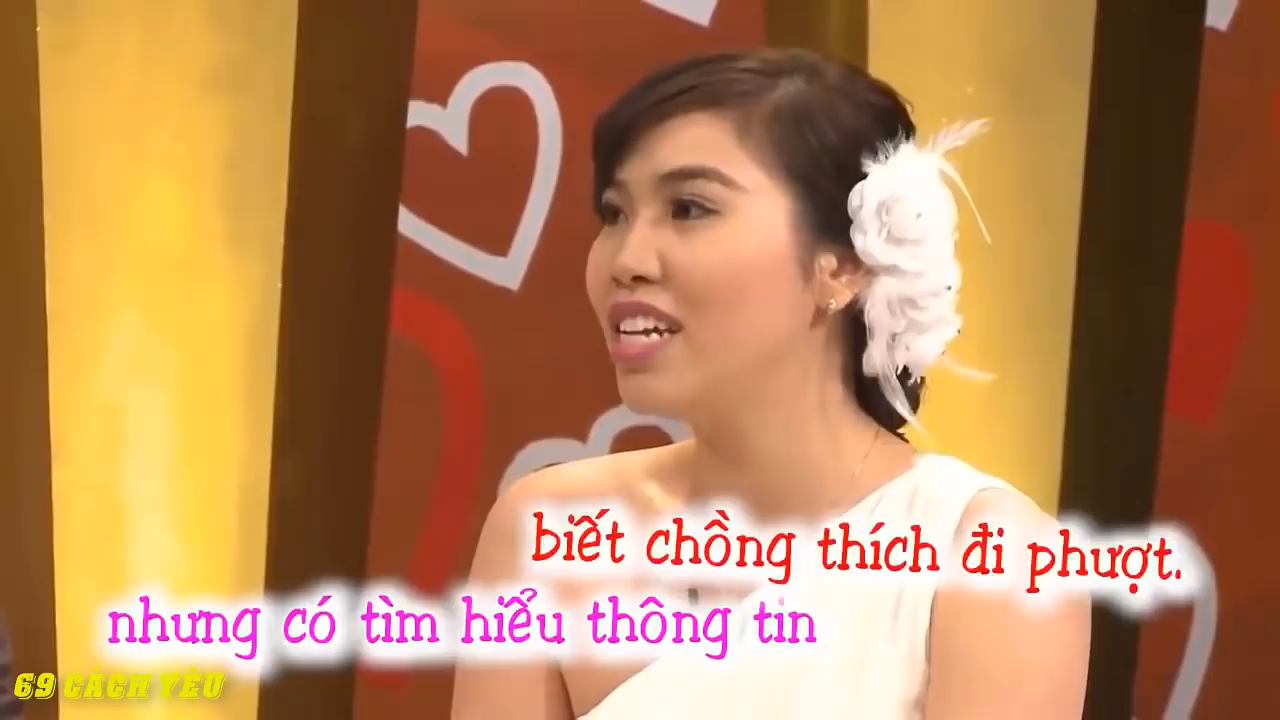 biết chồng thích đi phượt.
nhưng có tìm hiểu thông tin
69 CÁCH YÊU